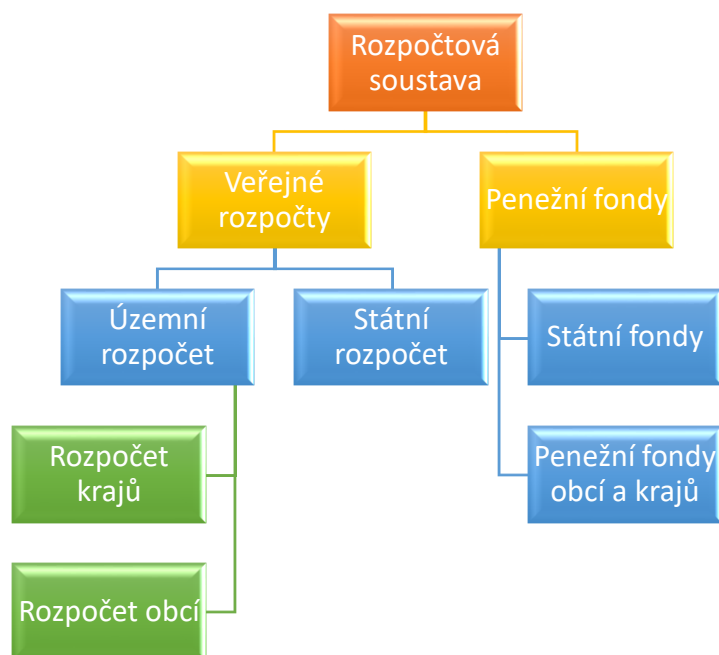 Rozpočtová
soustava
Veřejné
rozpočty
Penežní fondy
Územní
rozpočet
Státní
rozpočet
Státní fondy
Rozpočet
krajů
Penežní fondy
obcí a krajů
Rozpočet obcí